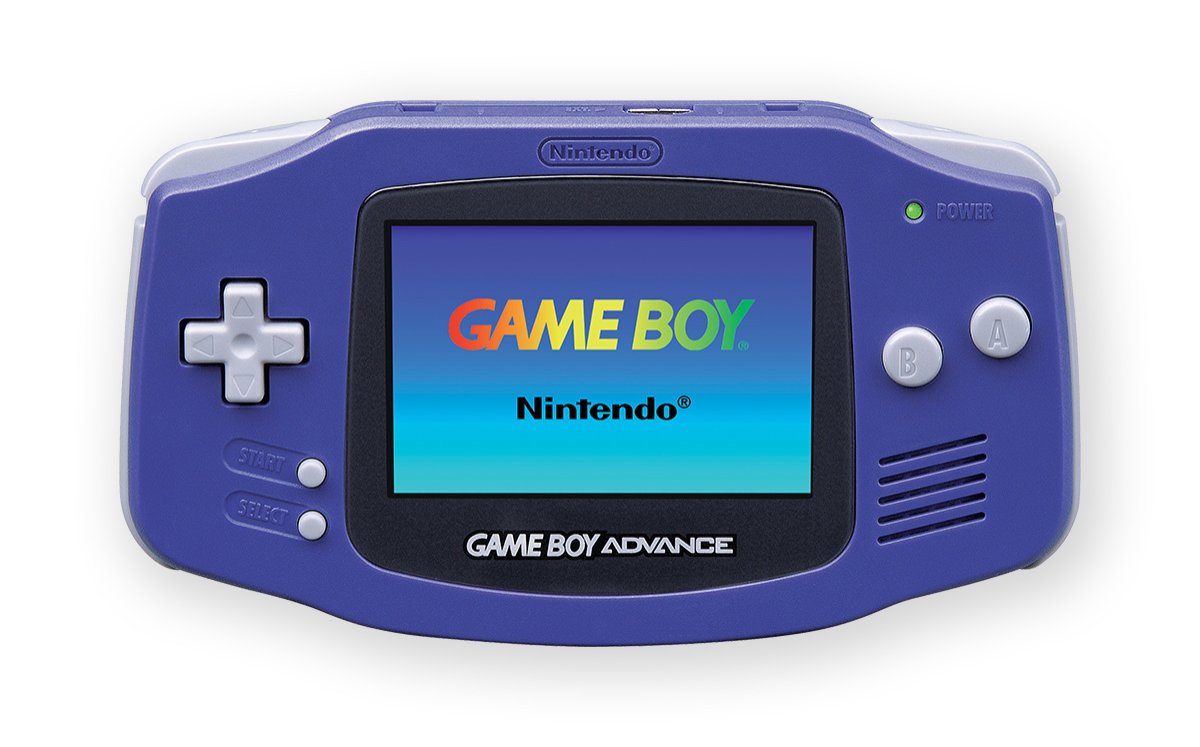 Nintendo
POWER
GAME BOY®
A
B
Nintendo®
START
SELECT
GAME BOY ADVANCE